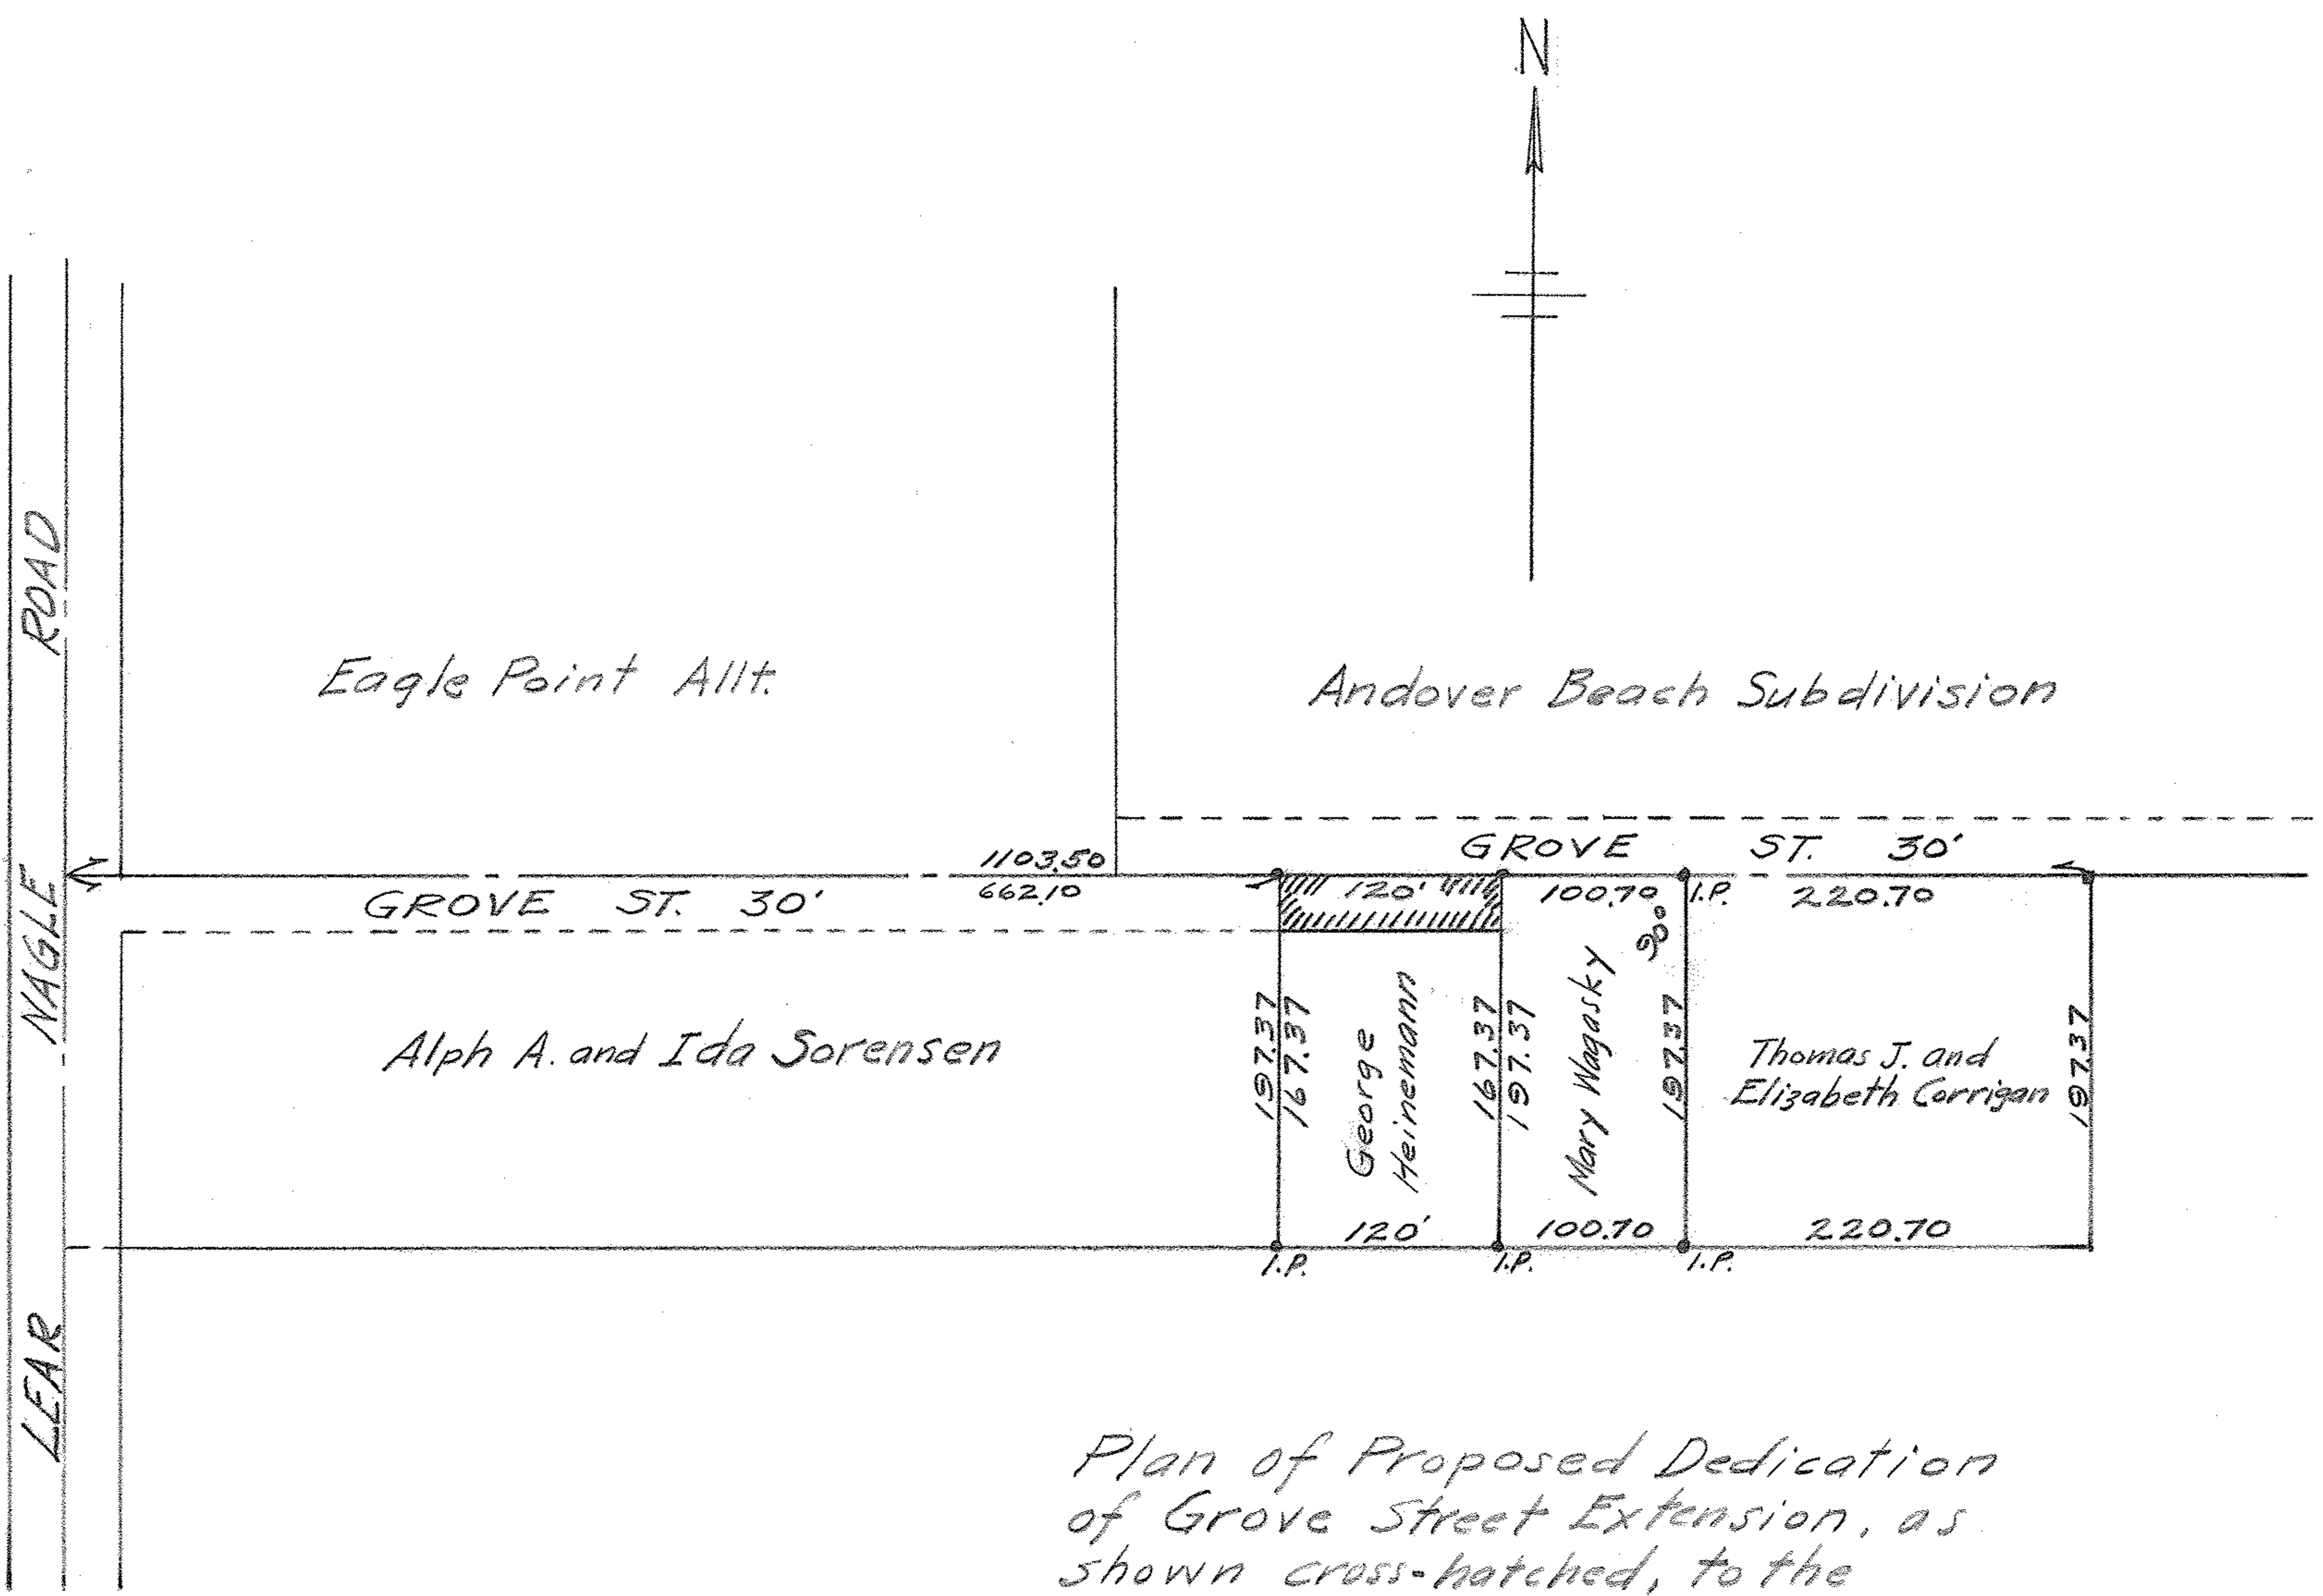 N
LEAR NAGLE ROAD
Eagle Point Allt.
Andover Beach Subdivision
GROVE ST. 30'
1103.50
662.10
GROVE ST. 30'
120'
100.70
I.P.
220.70
90°
197.37
167.37
George
Heinemann
167.37
197.37
Mary Wagasky
197.37
Thomas J. and
Elizabeth Corrigan
197.37
Alph A. and Ida Sorensen
120'
100.70
220.70
I.P.
I.P.
I.P.
Plan of Proposed Dedication
of Grove Street Extension, as
shown cross-hatched, to the